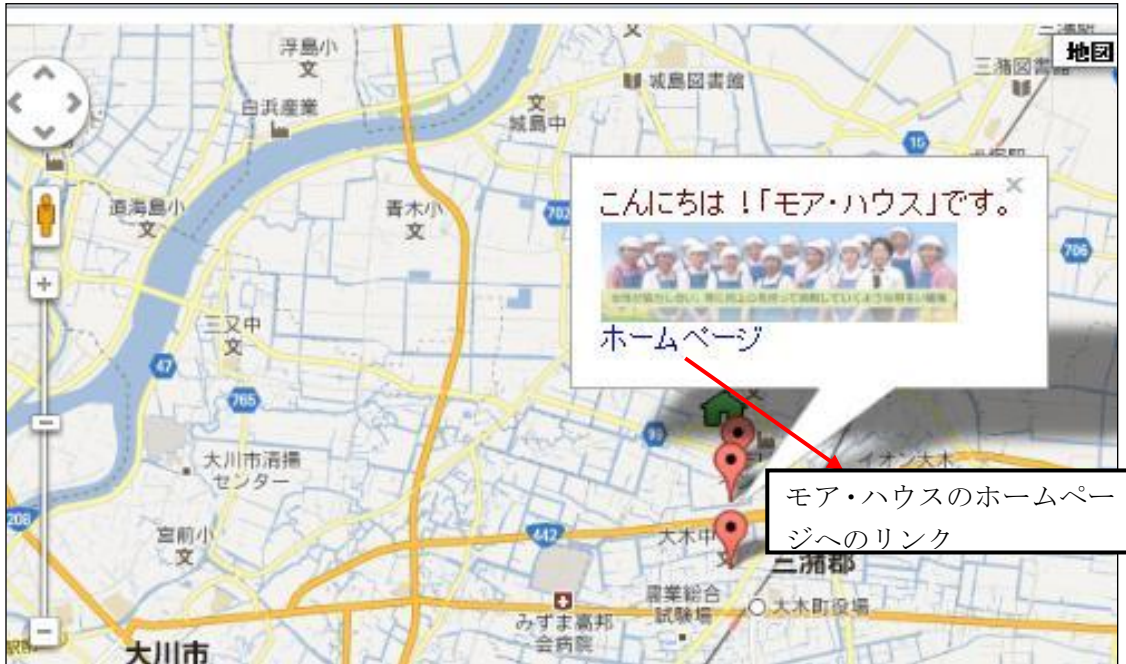 浮島小
文
文
三潴図書館
地図
城島図書館
白浜産業
文
城島中
15
道海島小
文
青木小
文
702
706
こんにちは！「モア・ハウス」です。
×
ホームページ
三又中
文
47
765
文
大川市清掃
センター
イオン大木
モア・ハウスのホームペー
ジへのリンク
208
宮前小
文
442
大木中
文
三潴郡
農業総合
試験場
大木町役場
みずま高邦
会病院
大川市